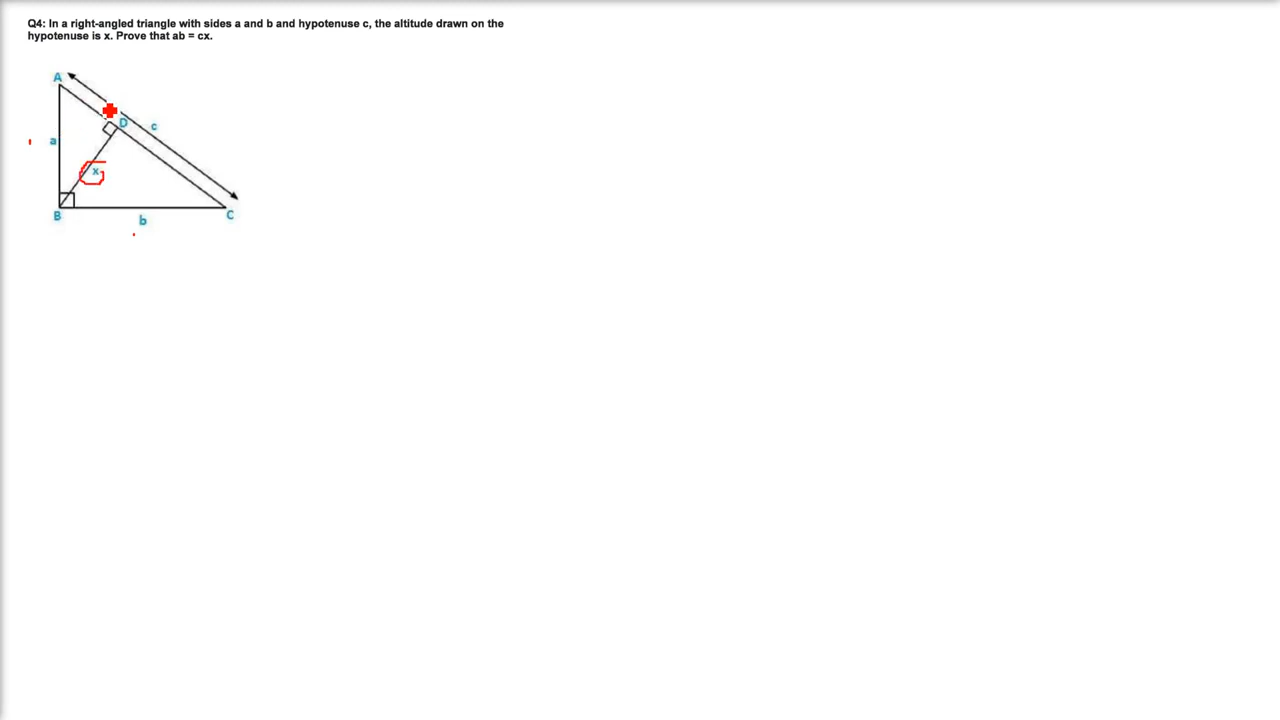 Q4: In a right-angled triangle with sides a and b and hypotenuse c, the altitude drawn on the
hypotenuse is x. Prove that ab = cx.
A
D
c
a
x
B
b
C